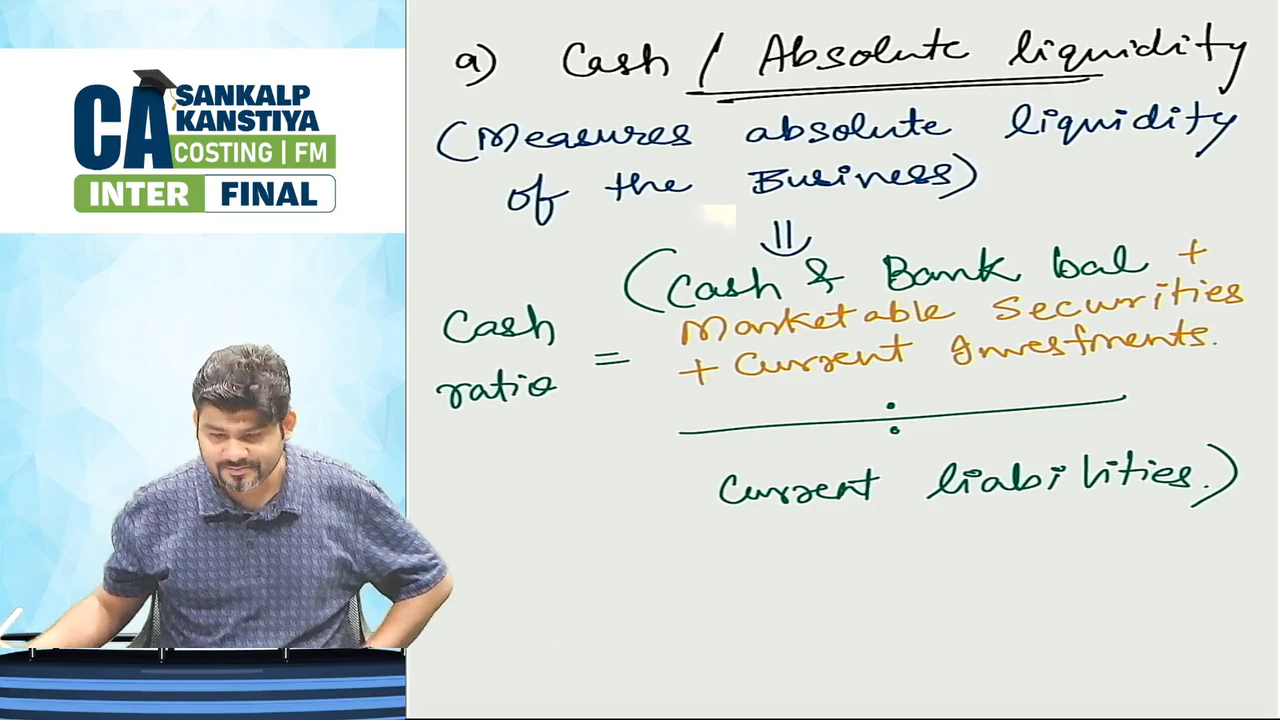 CA SANKALP
KANSTIYA
COSTING | FM
INTER FINAL
a) Cash / Absolute liquidity
(Measures absolute liquidity
of the Business)
(Cash & Bank bal +
Marketable Securities
+ Current Investments.
Cash
ratio =
÷
Current liabilities.)